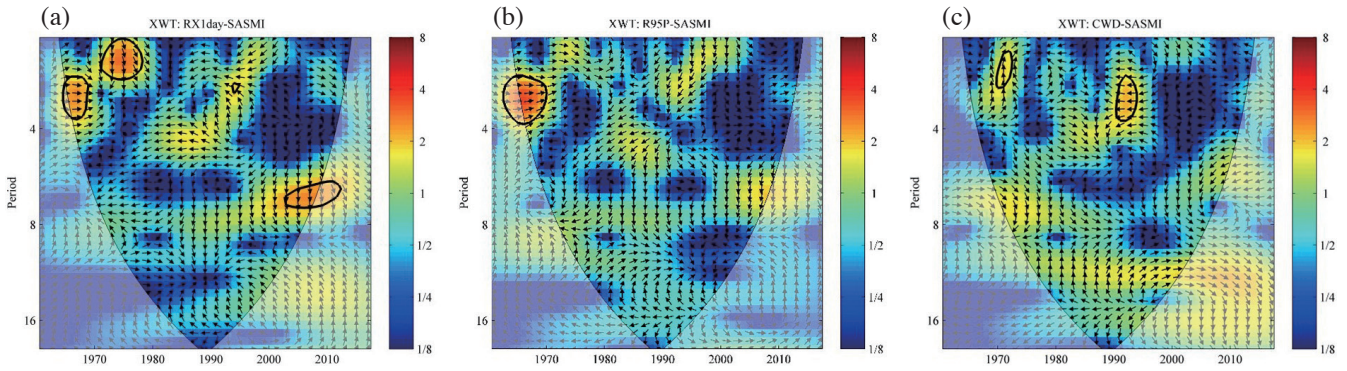 (a)
XWT: RX1day-SASMI
Period
4
8
16
1970 1980 1990 2000 2010
8
4
2
1
1/2
1/4
1/8
(b)
XWT: R95P-SASMI
Period
4
8
16
1970 1980 1990 2000 2010
8
4
2
1
1/2
1/4
1/8
(c)
XWT: CWD-SASMI
Period
4
8
16
1970 1980 1990 2000 2010
8
4
2
1
1/2
1/4
1/8